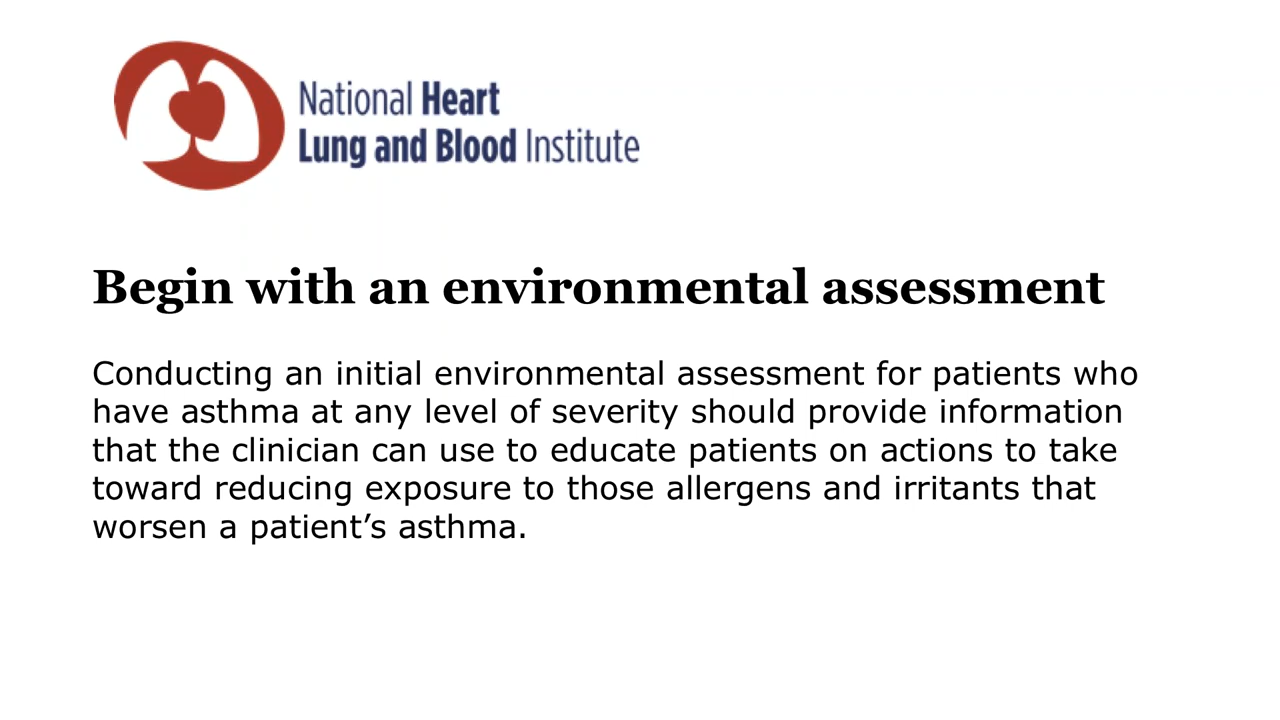 National Heart
Lung and Blood Institute
Begin with an environmental assessment
Conducting an initial environmental assessment for patients who
have asthma at any level of severity should provide information
that the clinician can use to educate patients on actions to take
toward reducing exposure to those allergens and irritants that
worsen a patient’s asthma.